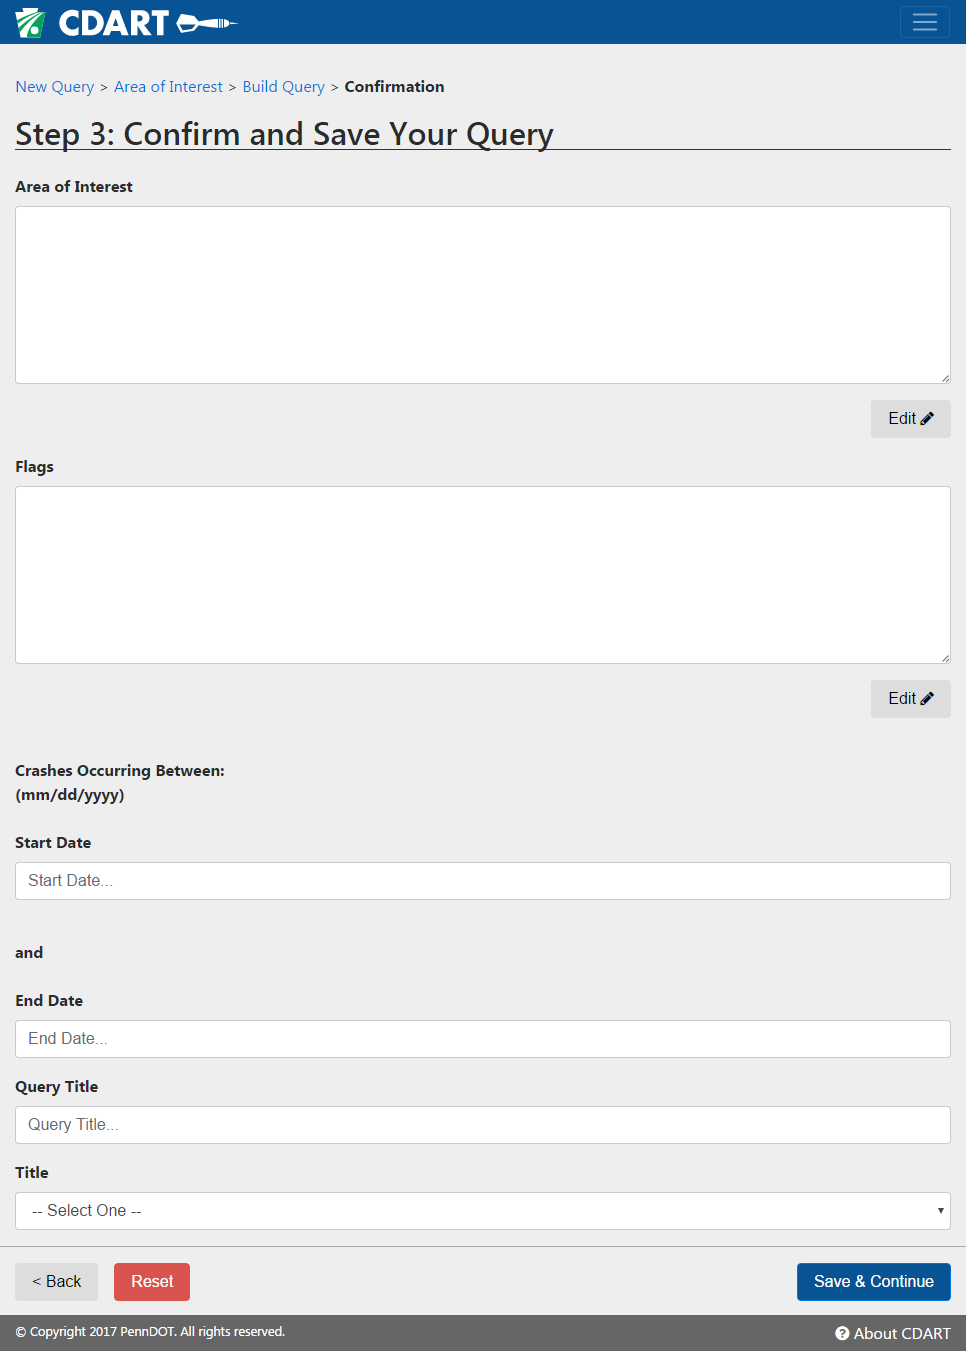 CDART
New Query > Area of Interest > Build Query > Confirmation
Step 3: Confirm and Save Your Query
Area of Interest
Edit
Flags
Edit
Crashes Occurring Between:
(mm/dd/yyyy)
Start Date
Start Date...
and
End Date
End Date...
Query Title
Query Title...
Title
-- Select One --
< Back Reset Save & Continue
© Copyright 2017 PennDOT. All rights reserved. About CDART